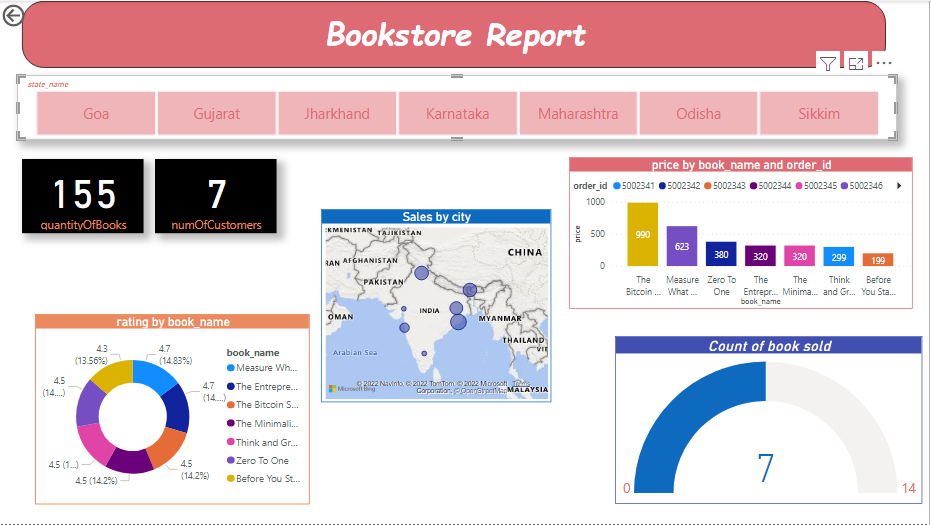 Bookstore Report
state_name
Goa Gujarat Jharkhand Karnataka Maharashtra Odisha Sikkim
155
quantityOfBooks
7
numOfCustomers
price by book_name and order_id
order_id 5002341 5002342 5002343 5002344 5002345 5002346
price
1000
500
0
990 623 380 320 320 299 199
The Bitcoin ...
Measure What ...
Zero To One
The Entrepr...
The Minima...
Think and Gr...
Before You Sta...
book_name
Sales by city
KMENISTAN TAJIKISTAN
CHINA
RAN AFGHANISTAN
PAKISTAN
OMAN
INDIA
MYANMAR
THAILAND
VIE
Arabian Sea
Microsoft Bing
© 2022 NavInfo, © 2022 TomTom, © 2022 Microsoft Terms
Corporation, © OpenStreetMap
MALAYSIA
rating by book_name
4.3
(13.56%)
4.7
(14.83%)
4.7
(14....)
4.5
(14.2%)
4.5 (14.2%)
4.5 (1...)
4.5
(14....)
book_name
Measure Wh...
The Entrepre...
The Bitcoin S...
The Minimali...
Think and Gr...
Zero To One
Before You St...
Count of book sold
7
0
14